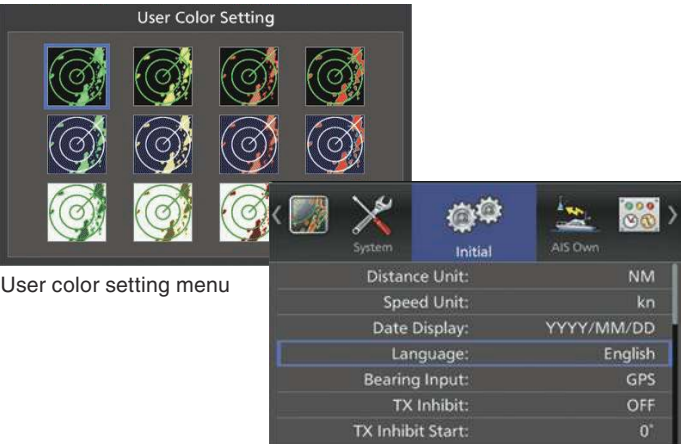 User Color Setting
User color setting menu
System Initial AIS Own
Distance Unit: NM
Speed Unit: kn
Date Display: YYYY/MM/DD
Language: English
Bearing Input: GPS
TX Inhibit: OFF
TX Inhibit Start: 0°